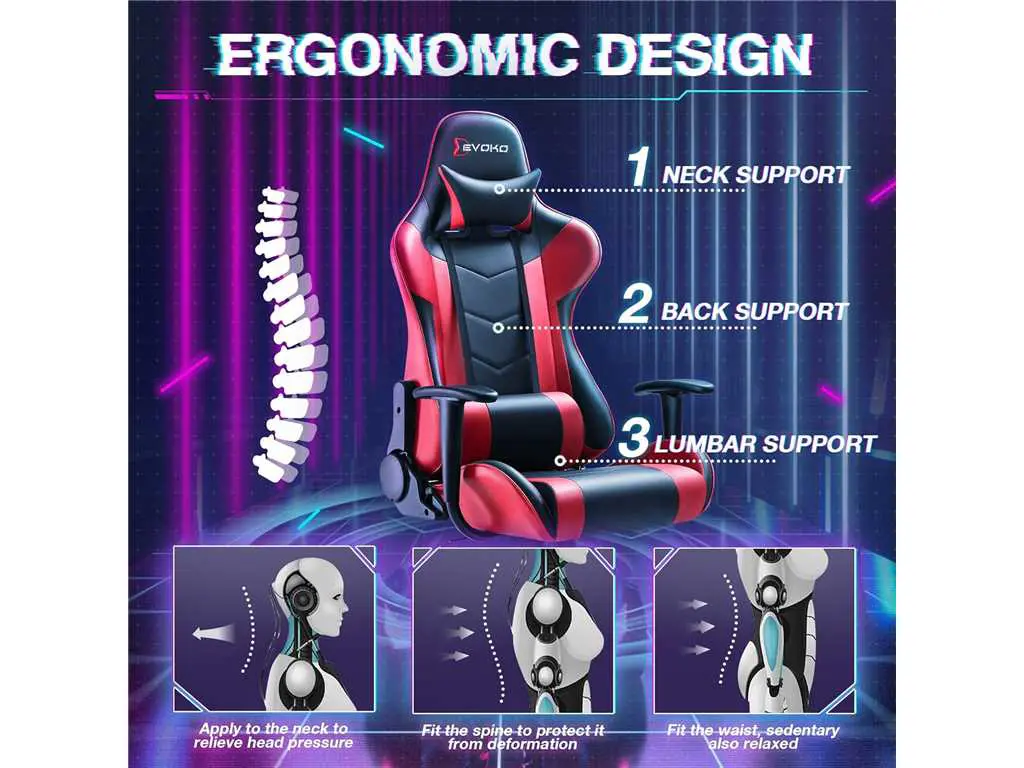 ERGONOMIC DESIGN
EVOKO
1 NECK SUPPORT
2 BACK SUPPORT
3 LUMBAR SUPPORT
Apply to the neck to
relieve head pressure
Fit the spine to protect it
from deformation
Fit the waist, sedentary
also relaxed